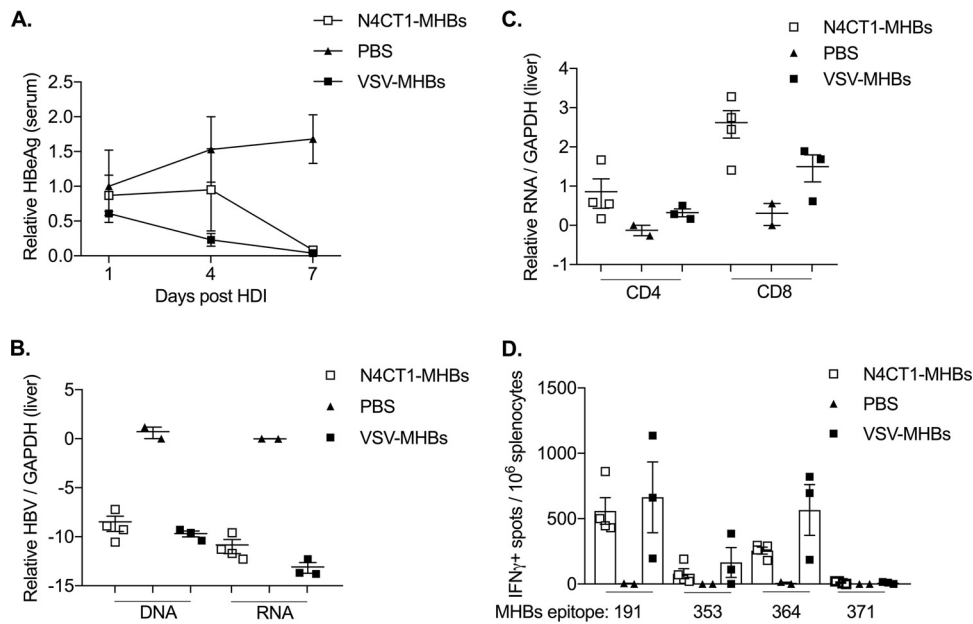 A.
N4CT1-MHBs
PBS
VSV-MHBs
Relative HBeAg (serum)
2.5
2.0
1.5
1.0
0.5
0.0
1 4 7
Days post HDI
C.
N4CT1-MHBs
PBS
VSV-MHBs
Relative RNA / GAPDH (liver)
4
3
2
1
0
-1
CD4 CD8
B.
N4CT1-MHBs
PBS
VSV-MHBs
Relative HBV / GAPDH (liver)
5
0
-5
-10
-15
DNA RNA
D.
N4CT1-MHBs
PBS
VSV-MHBs
IFNγ+ spots / 10⁶ splenocytes
1500
1000
500
0
MHBs epitope: 191 353 364 371